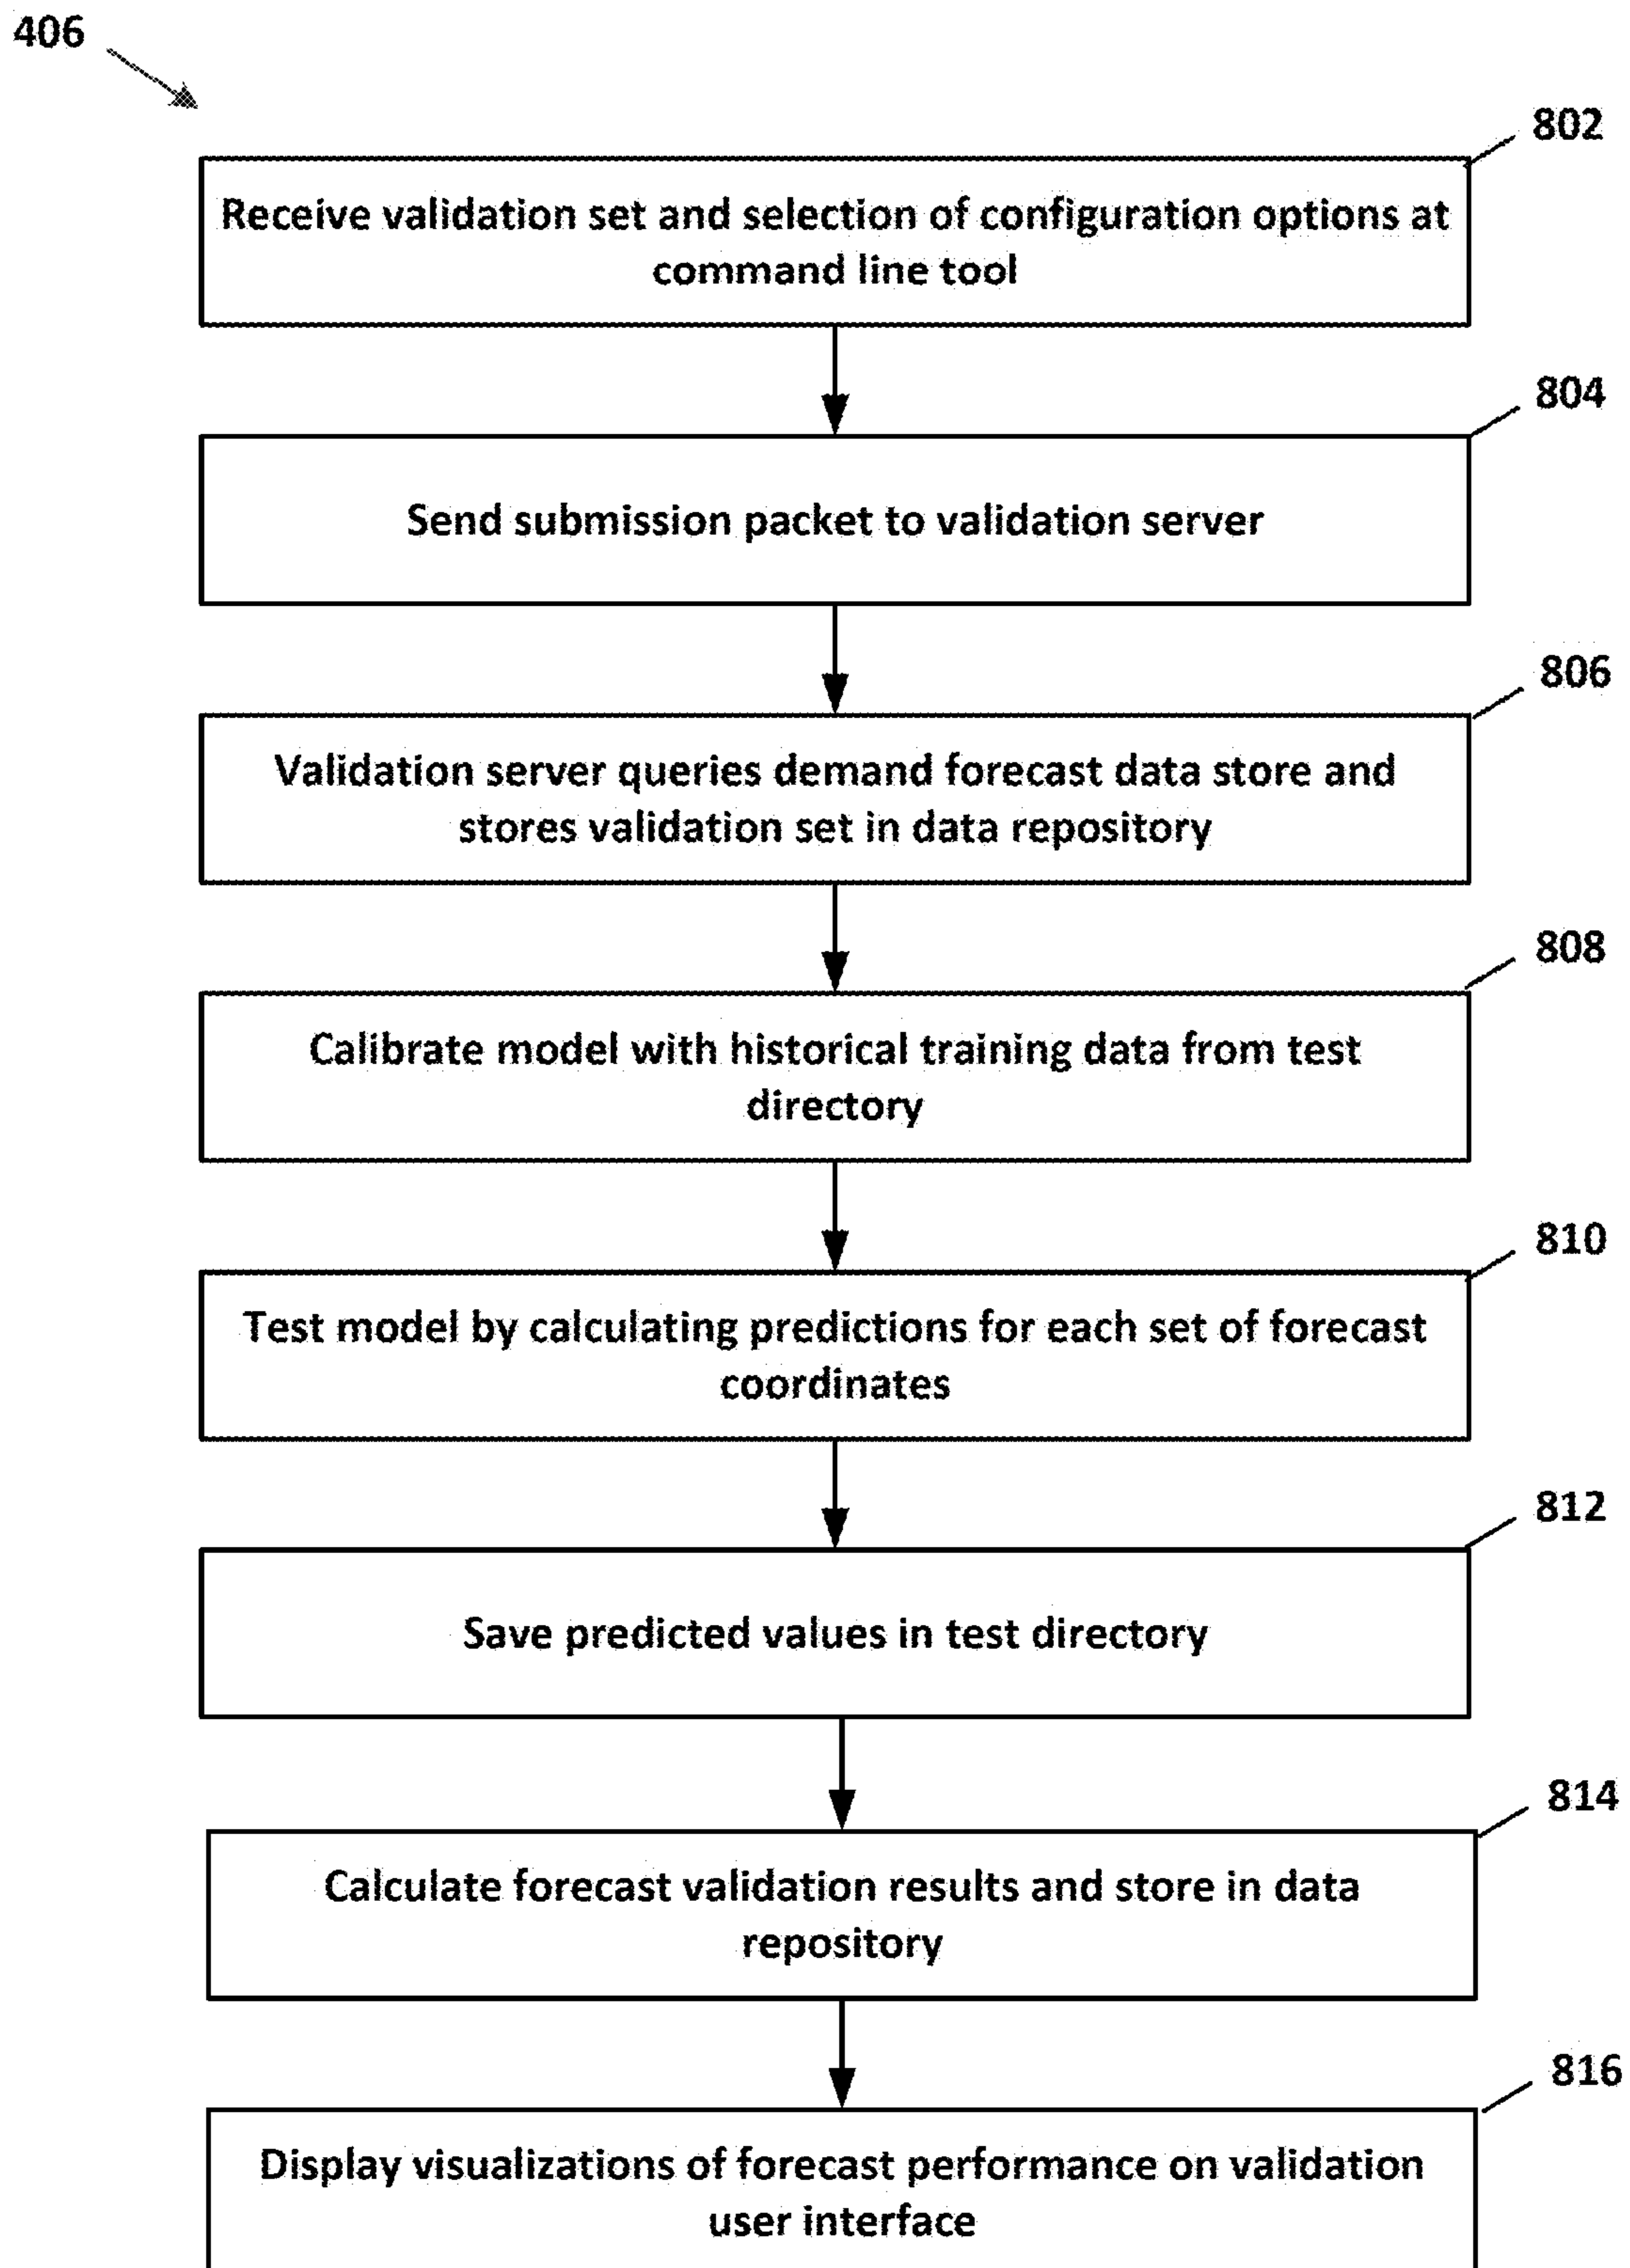 406
802
Receive validation set and selection of configuration options at
command line tool
804
Send submission packet to validation server
806
Validation server queries demand forecast data store and
stores validation set in data repository
808
Calibrate model with historical training data from test
directory
810
Test model by calculating predictions for each set of forecast
coordinates
812
Save predicted values in test directory
814
Calculate forecast validation results and store in data
repository
816
Display visualizations of forecast performance on validation
user interface